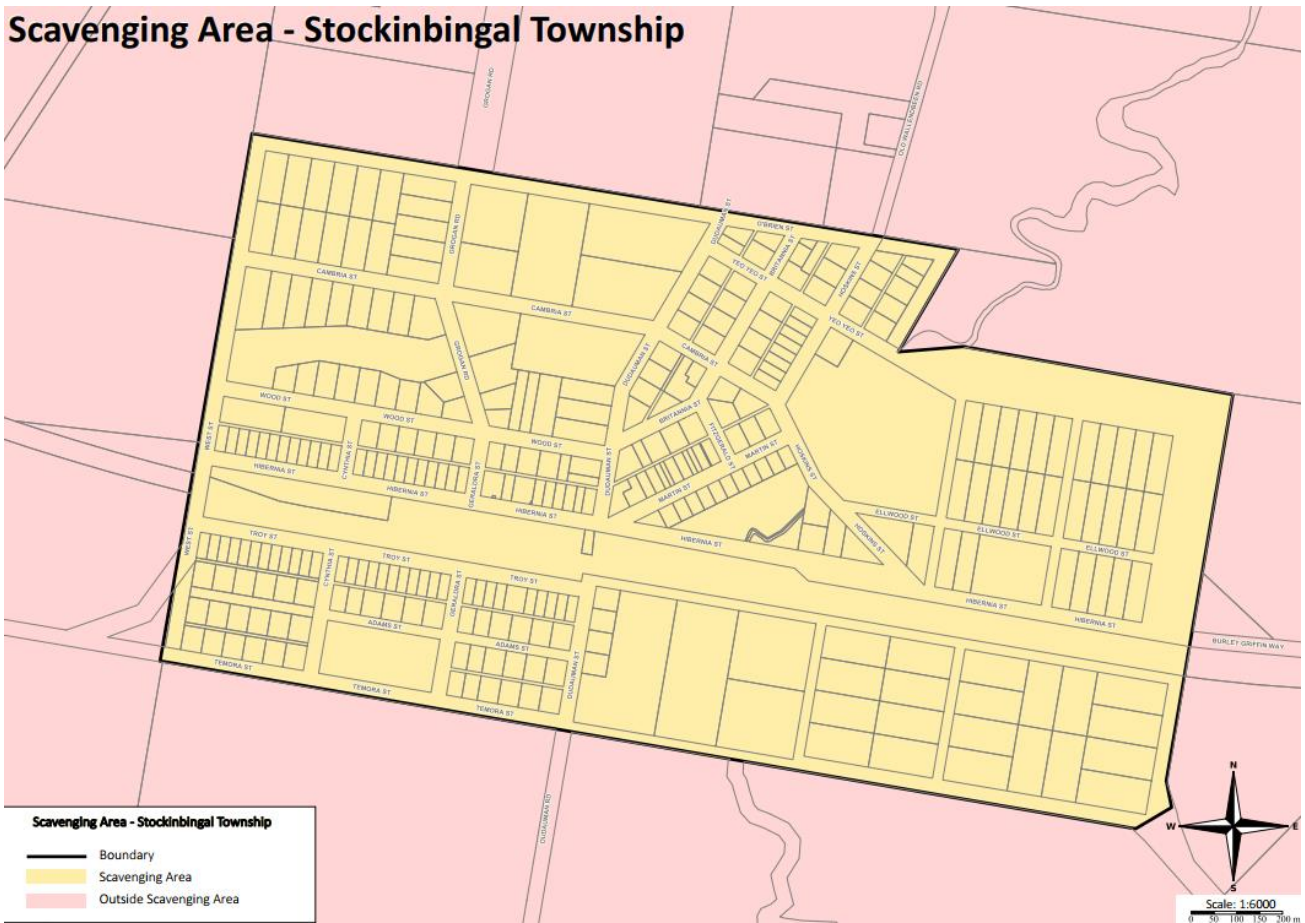 Scavenging Area - Stockinbingal Township
GROGAN RD
OLD WALLENDBEEN RD
DUDAUMAN ST
O'BRIEN ST
GROGAN RD
YEO YEO ST
BRITANNIA ST
HOSKINS ST
CAMBRIA ST
CAMBRIA ST
YEO YEO ST
GROGAN RD
DUDAUMAN ST
CAMBRIA ST
WOOD ST
WOOD ST
WOOD ST
BRITANNIA ST
FITZGERALD ST
MARTIN ST
HOSKINS ST
WEST ST
HIBERNIA ST
CYNTHIA ST
GERALDRA ST
DUDAUMAN ST
MARTIN ST
HIBERNIA ST
HIBERNIA ST
HIBERNIA ST
ELLWOOD ST
ELLWOOD ST
ELLWOOD ST
HOSKINS ST
WEST ST
TROY ST
TROY ST
TROY ST
CYNTHIA ST
GERALDRA ST
HIBERNIA ST
HIBERNIA ST
BURLEY GRIFFIN WAY
ADAMS ST
ADAMS ST
DUDAUMAN ST
TEMORA ST
TEMORA ST
TEMORA ST
DUDAUMAN RD
N
W
E
S
Scavenging Area - Stockinbingal Township
Boundary
Scavenging Area
Outside Scavenging Area
Scale: 1:6000
0 50 100 150 200 m